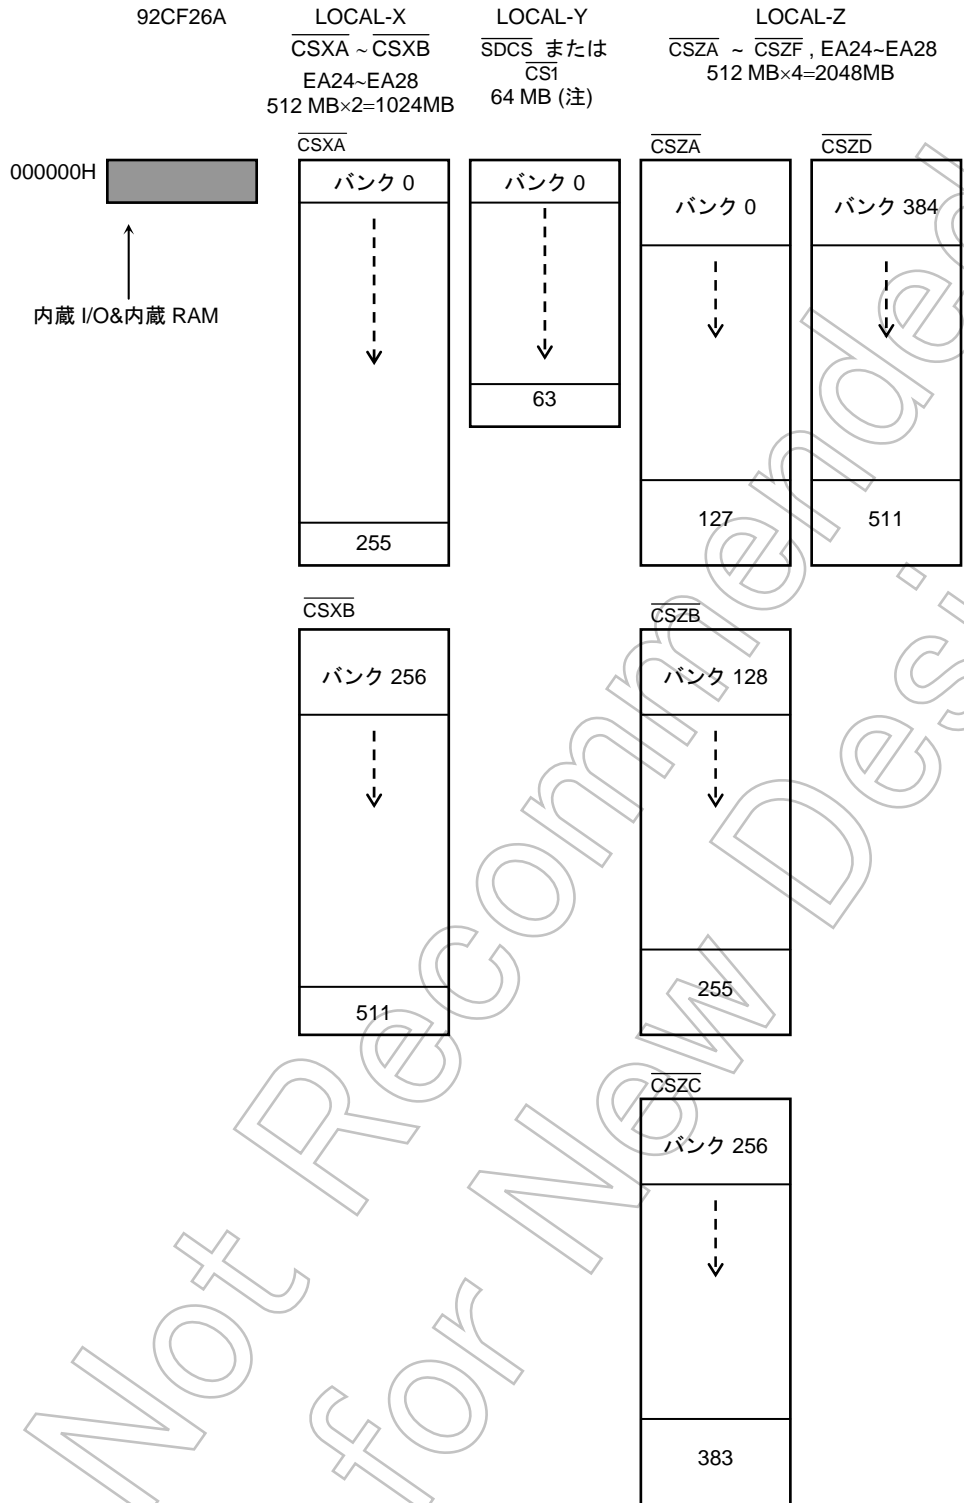 92CF26A
LOCAL-X
CSXA ~ CSXB
EA24~EA28
512 MB×2=1024MB
LOCAL-Y
SDCS または
CS1
64 MB (注)
LOCAL-Z
CSZA ~ CSZF , EA24~EA28
512 MB×4=2048MB
000000H
内蔵 I/O&内蔵 RAM
CSXA
バンク 0
255
バンク 0
63
CSZA
バンク 0
127
CSZD
バンク 384
511
CSXB
バンク 256
511
CSZB
バンク 128
255
CSZC
バンク 256
383
Not Recommended
for New Desi